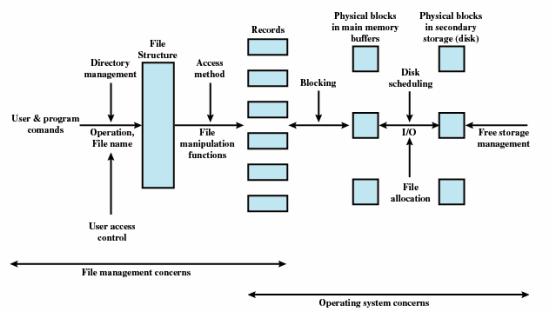 Records
Physical blocks
in main memory
buffers
Physical blocks
in secondary
storage (disk)
File
Structure
Directory
management
Access
method
Blocking
Disk
scheduling
User & program
comands
Operation,
File name
File
manipulation
functions
I/O
Free storage
management
File
allocation
User access
control
File management concerns
Operating system concerns